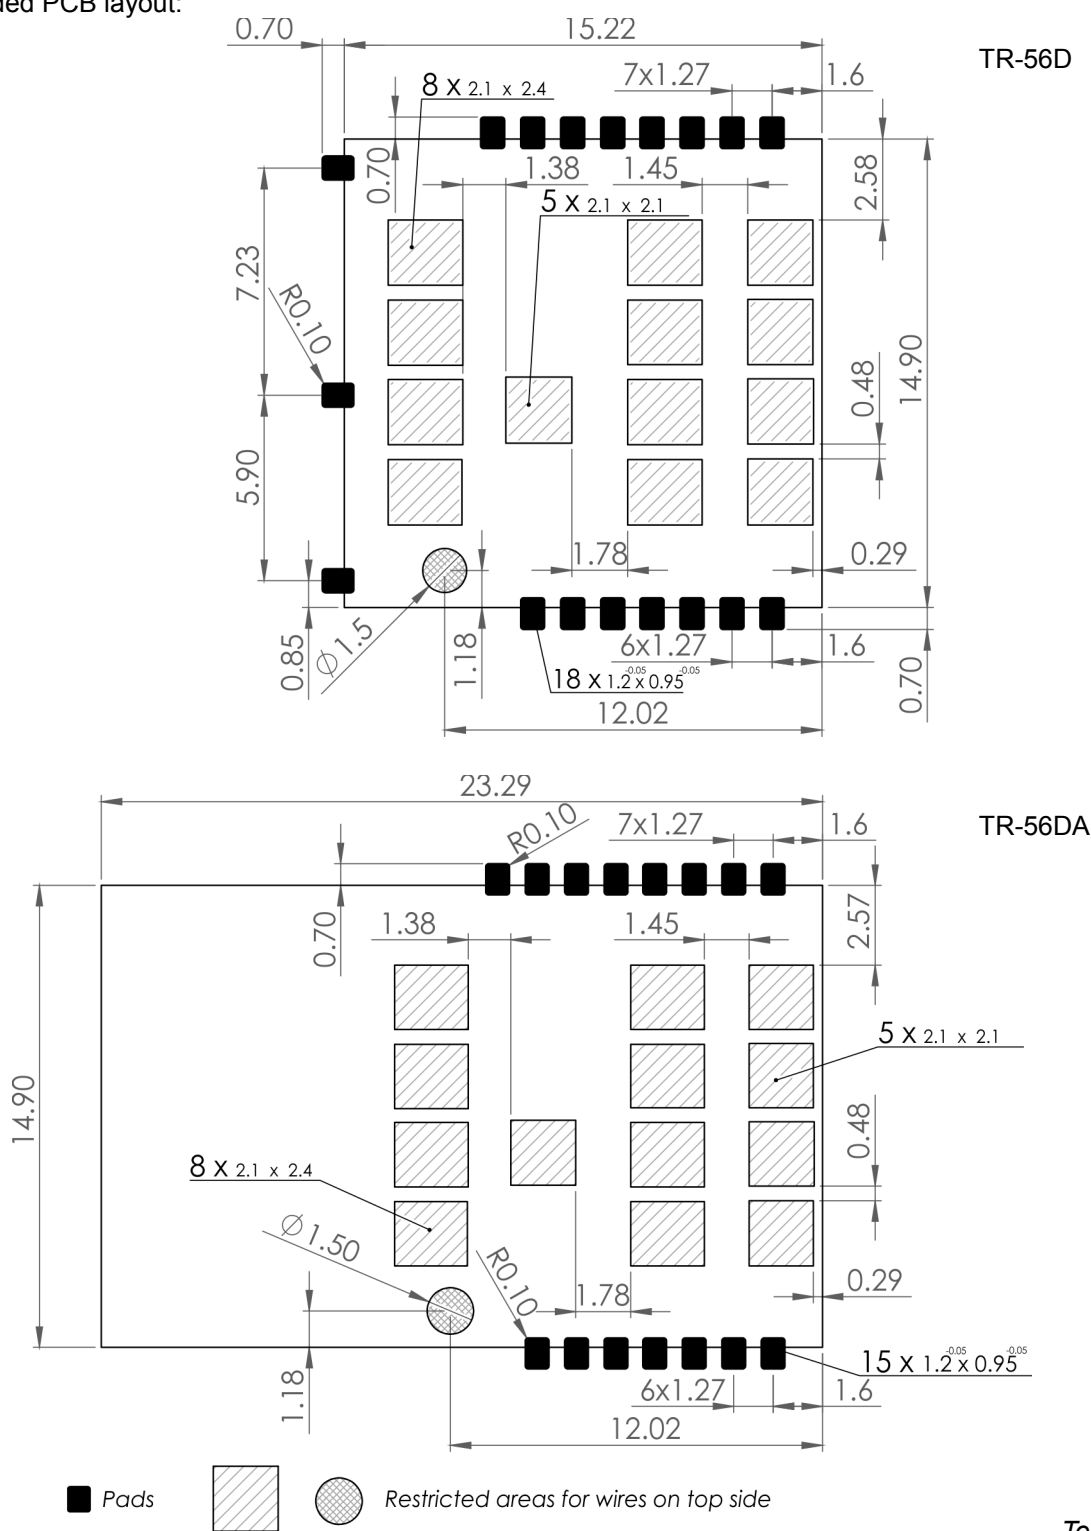 ded PCB layout:
0.70
15.22
TR-56D
7x1.27
1.6
8 x 2.1 x 2.4
0.70
1.38
1.45
2.58
5 x 2.1 x 2.1
7.23
R0.10
14.90
0.48
5.90
1.78
0.29
0.85
Ø1.5
1.18
6x1.27
1.6
0.70
18 x 1.2-0.05 x 0.95-0.05
12.02
23.29
R0.10
7x1.27
1.6
TR-56DA
0.70
1.38
1.45
2.57
5 x 2.1 x 2.1
14.90
0.48
8 x 2.1 x 2.4
Ø1.50
R0.10
1.78
0.29
1.18
15 x 1.2-0.05 x 0.95-0.05
6x1.27
1.6
12.02
Pads
Restricted areas for wires on top side